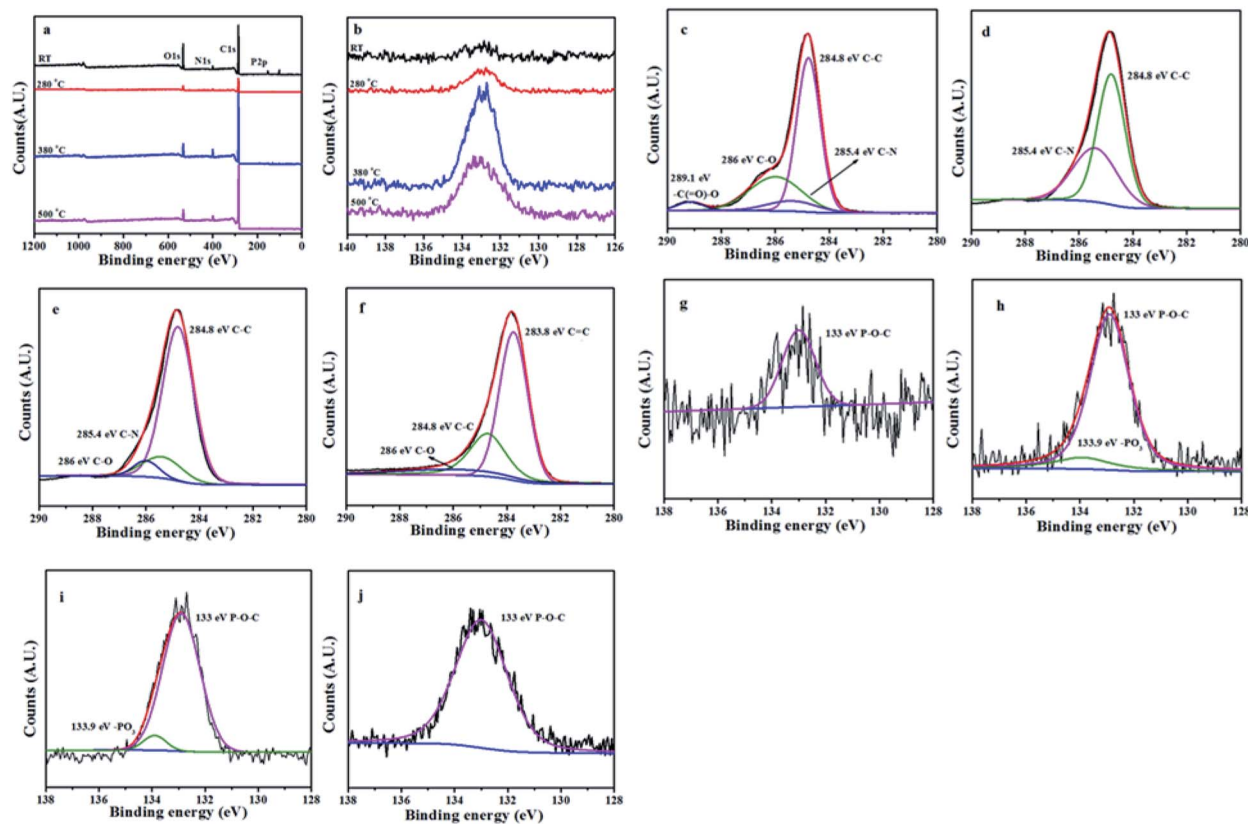 a
Counts(A.U.)
RT
O1s
N1s
C1s
P2p
280 °C
380 °C
500 °C
1200 1000 800 600 400 200 0
Binding energy (eV)
b
Counts(A.U.)
RT
280 °C
380 °C
500 °C
140 138 136 134 132 130 128 126
Binding energy (eV)
c
Counts (A.U.)
284.8 eV C-C
286 eV C-O
285.4 eV C-N
289.1 eV
-C(=O)-O
290 288 286 284 282 280
Binding energy (eV)
d
Counts (A.U.)
284.8 eV C-C
285.4 eV C-N
290 288 286 284 282 280
Binding energy (eV)
e
Counts (A.U.)
284.8 eV C-C
285.4 eV C-N
286 eV C-O
290 288 286 284 282 280
Binding energy (eV)
f
Counts (A.U.)
283.8 eV C=C
284.8 eV C-C
286 eV C-O
290 288 286 284 282 280
Binding energy (eV)
g
Counts (A.U.)
133 eV P-O-C
138 136 134 132 130 128
Binding energy (eV)
h
Counts (A.U.)
133 eV P-O-C
133.9 eV -PO3
138 136 134 132 130 128
Binding energy (eV)
i
Counts (A.U.)
133 eV P-O-C
133.9 eV -PO3
138 136 134 132 130 128
Binding energy (eV)
j
Counts (A.U.)
133 eV P-O-C
138 136 134 132 130 128
Binding energy (eV)